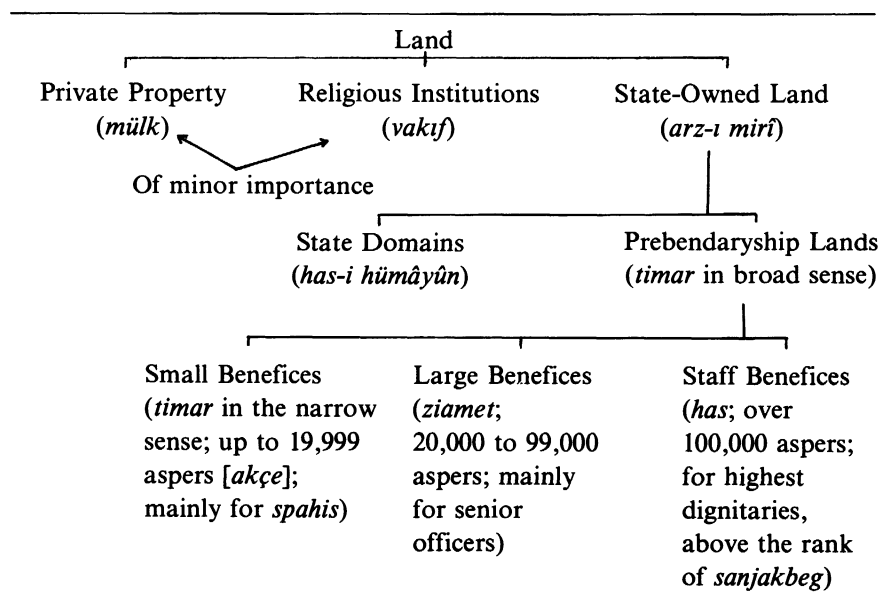 Land
Private Property
(mülk)
Religious Institutions
(vakıf)
State-Owned Land
(arz-ı mirî)
Of minor importance
State Domains
(has-i hümâyûn)
Prebendaryship Lands
(timar in broad sense)
Small Benefices
(timar in the narrow
sense; up to 19,999
aspers [akçe];
mainly for spahis)
Large Benefices
(ziamet;
20,000 to 99,000
aspers; mainly
for senior
officers)
Staff Benefices
(has; over
100,000 aspers;
for highest
dignitaries,
above the rank
of sanjakbeg)